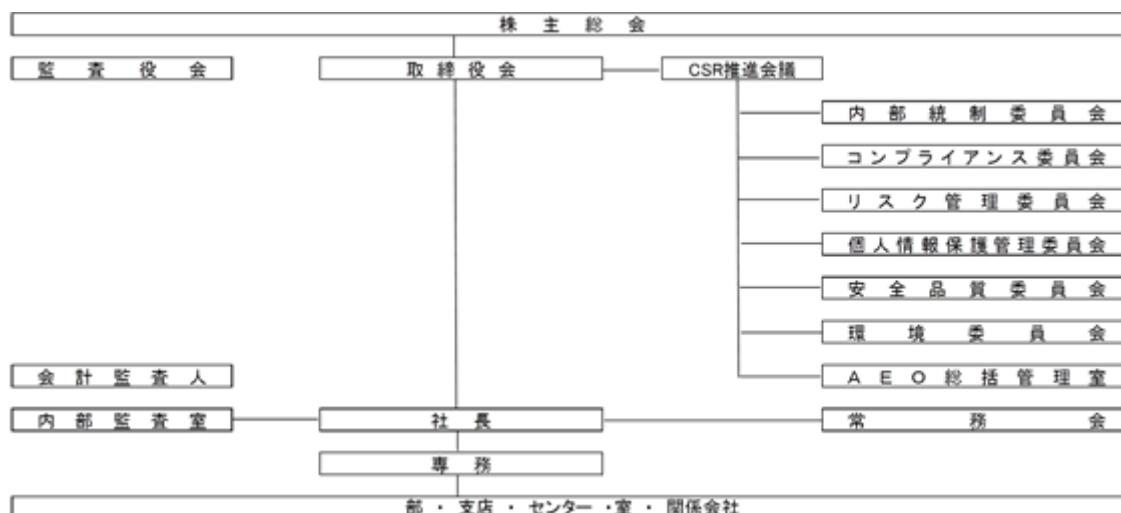 株主総会
監査役会
取締役会
CSR推進会議
内部統制委員会
コンプライアンス委員会
リスク管理委員会
個人情報保護管理委員会
安全品質委員会
環境委員会
会計監査人
AEO総括管理室
内部監査室
社長
常務会
専務
部・支店・センター・室・関係会社